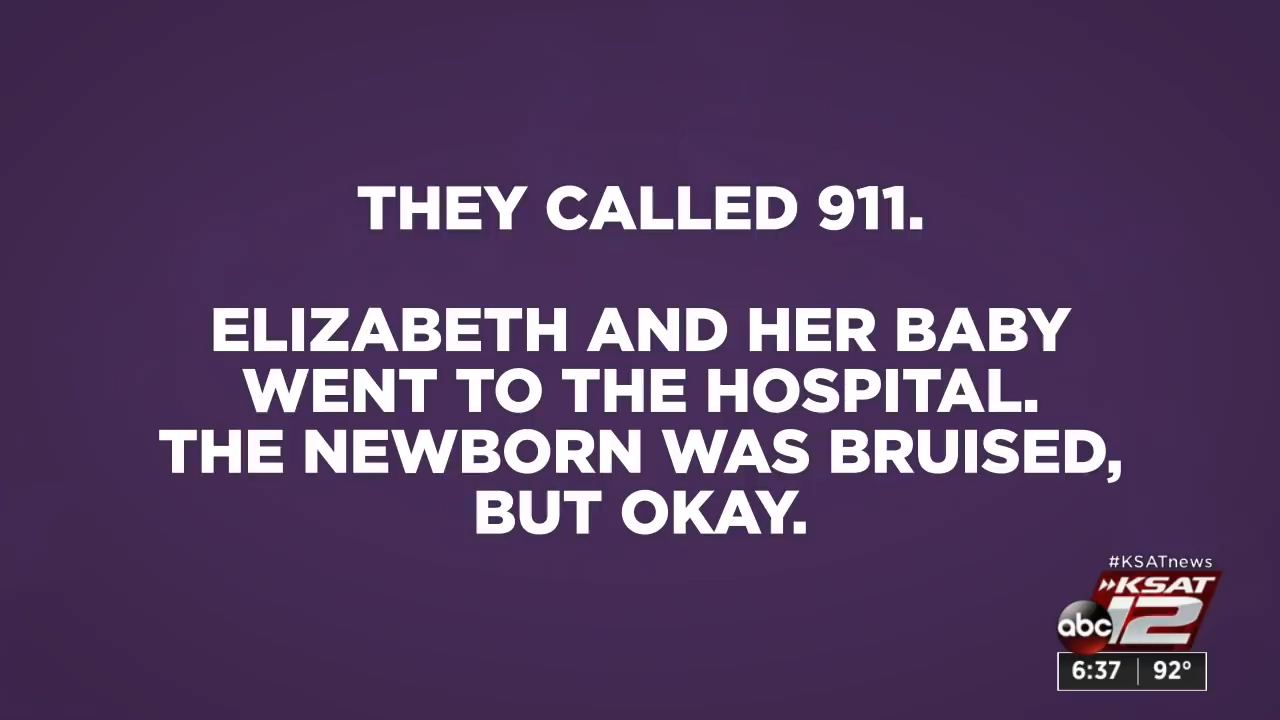 THEY CALLED 911.
ELIZABETH AND HER BABY
WENT TO THE HOSPITAL.
THE NEWBORN WAS BRUISED,
BUT OKAY.
#KSATnews
KSAT
abc 12
6:37 92°